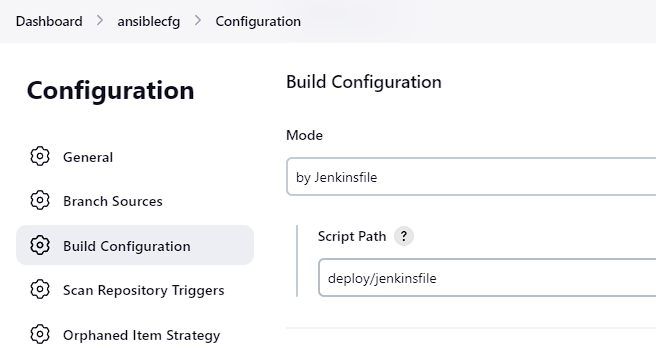 Dashboard > ansiblecfg > Configuration
Configuration
General
Branch Sources
Build Configuration
Scan Repository Triggers
Orphaned Item Strategy
Build Configuration
Mode
by Jenkinsfile
Script Path ?
deploy/jenkinsfile